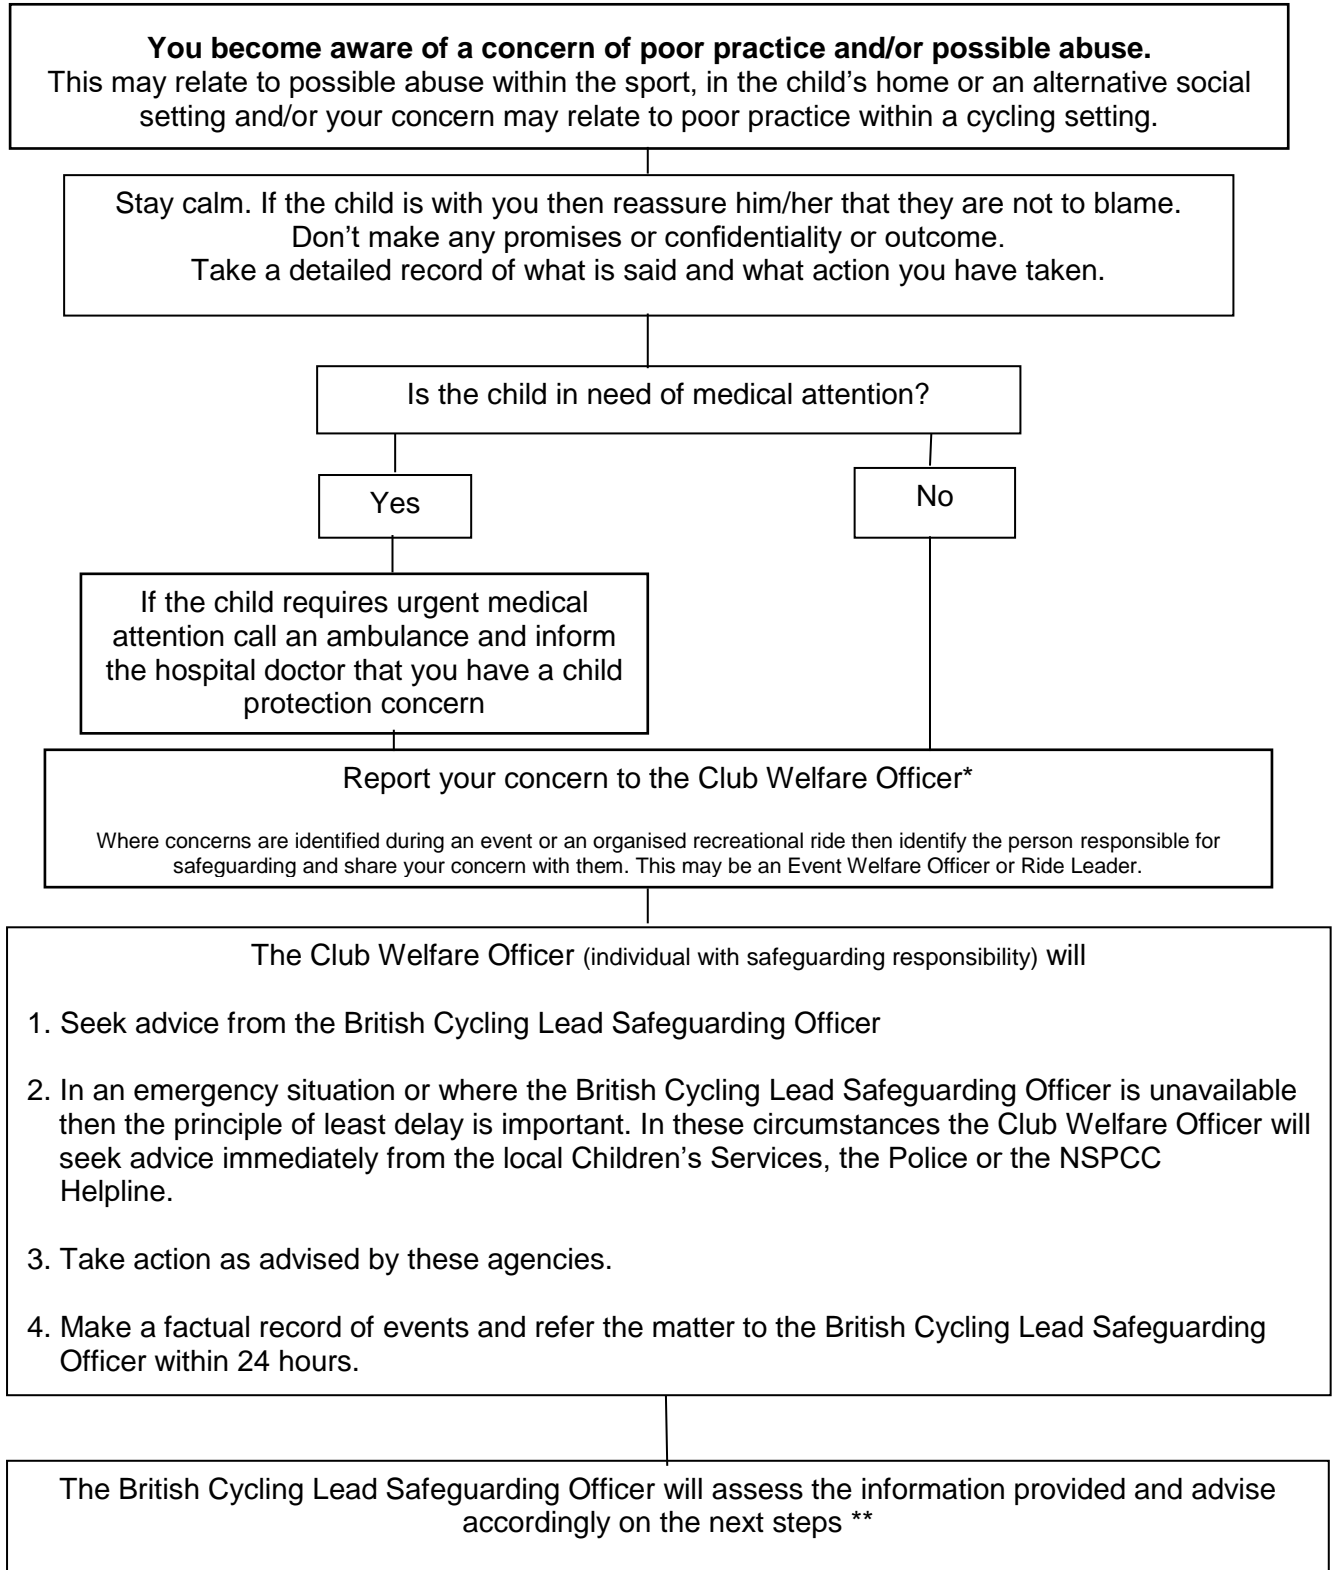 You become aware of a concern of poor practice and/or possible abuse.
This may relate to possible abuse within the sport, in the child's home or an alternative social
setting and/or your concern may relate to poor practice within a cycling setting.
Stay calm. If the child is with you then reassure him/her that they are not to blame.
Don't make any promises or confidentiality or outcome.
Take a detailed record of what is said and what action you have taken.
Is the child in need of medical attention?
Yes
No
If the child requires urgent medical
attention call an ambulance and inform
the hospital doctor that you have a child
protection concern
Report your concern to the Club Welfare Officer*
Where concerns are identified during an event or an organised recreational ride then identify the person responsible for
safeguarding and share your concern with them. This may be an Event Welfare Officer or Ride Leader.
The Club Welfare Officer (individual with safeguarding responsibility) will
1. Seek advice from the British Cycling Lead Safeguarding Officer
2. In an emergency situation or where the British Cycling Lead Safeguarding Officer is unavailable
then the principle of least delay is important. In these circumstances the Club Welfare Officer will
seek advice immediately from the local Children's Services, the Police or the NSPCC
Helpline.
3. Take action as advised by these agencies.
4. Make a factual record of events and refer the matter to the British Cycling Lead Safeguarding
Officer within 24 hours.
The British Cycling Lead Safeguarding Officer will assess the information provided and advise
accordingly on the next steps **